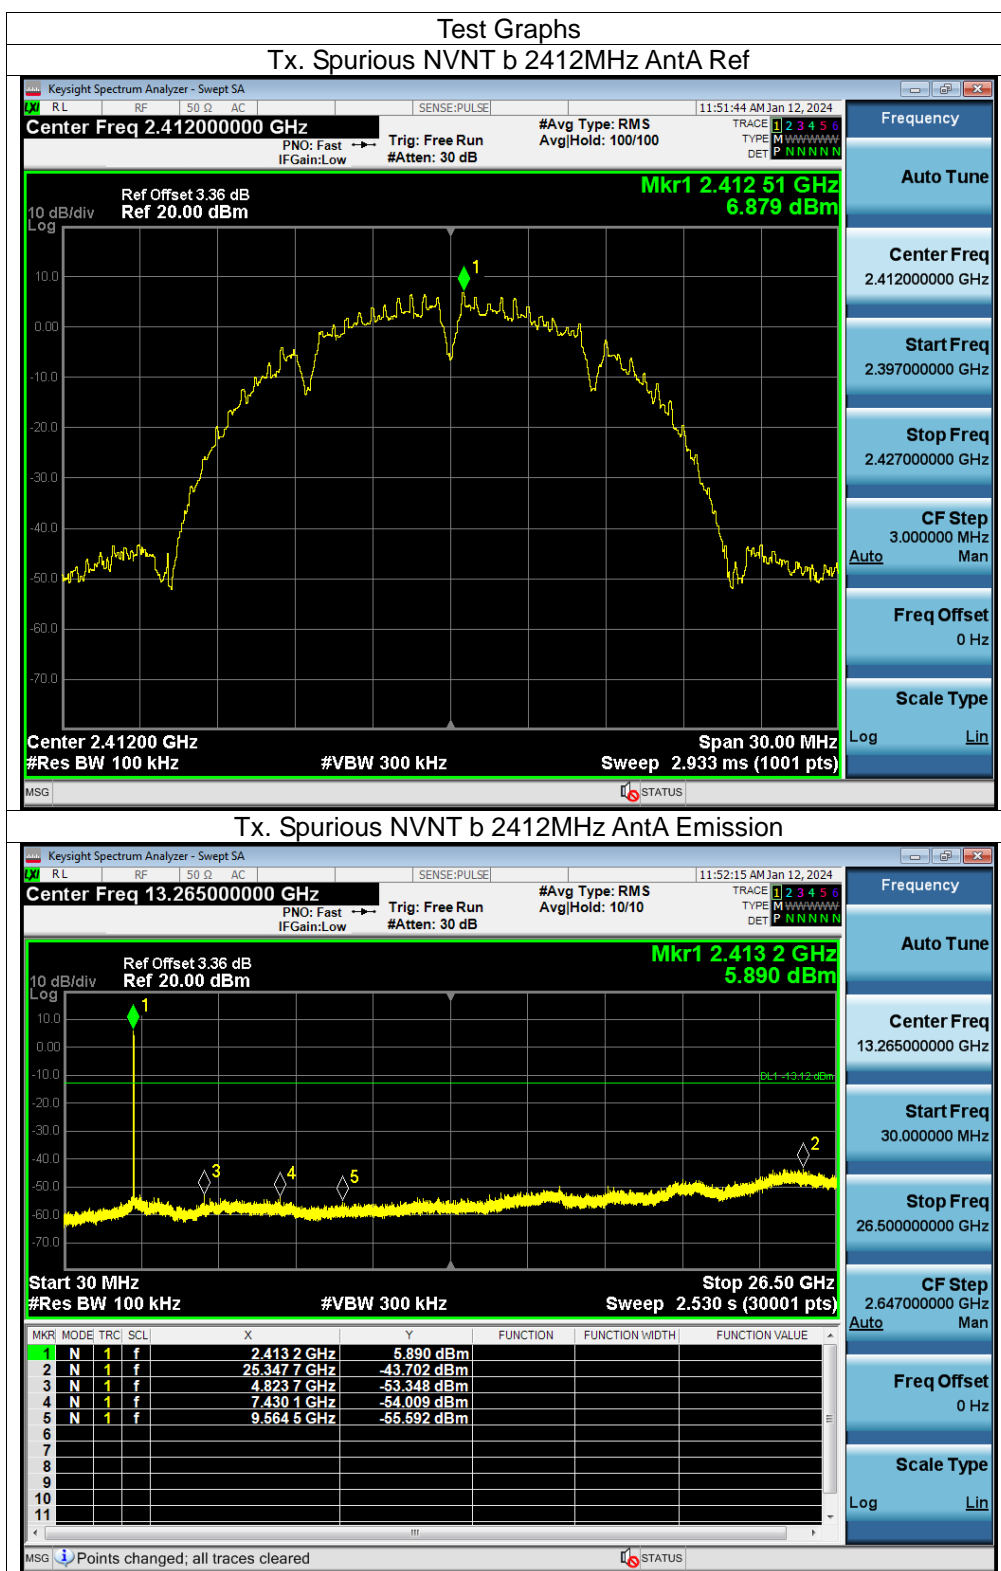 Test Graphs
Tx. Spurious NVNT b 2412MHz AntA Ref
Keysight Spectrum Analyzer - Swept SA
LXI RL RF 50 Ω AC SENSE:PULSE 11:51:44 AM Jan 12, 2024
Center Freq 2.412000000 GHz #Avg Type: RMS TRACE 1 2 3 4 5 6
PNO: Fast Trig: Free Run Avg|Hold: 100/100 TYPE M WWWWW
IFGain:Low #Atten: 30 dB DET P N N N N N
Frequency
Mkr1 2.412 51 GHz
6.879 dBm
Ref Offset 3.36 dB
10 dB/div Ref 20.00 dBm
Log
1
10.0
0.00
-10.0
-20.0
-30.0
-40.0
-50.0
-60.0
-70.0
Center 2.41200 GHz Span 30.00 MHz
#Res BW 100 kHz #VBW 300 kHz Sweep 2.933 ms (1001 pts)
MSG STATUS
Auto Tune
Center Freq
2.412000000 GHz
Start Freq
2.397000000 GHz
Stop Freq
2.427000000 GHz
CF Step
3.000000 MHz
Auto Man
Freq Offset
0 Hz
Scale Type
Log Lin
Tx. Spurious NVNT b 2412MHz AntA Emission
Keysight Spectrum Analyzer - Swept SA
LXI RL RF 50 Ω AC SENSE:PULSE 11:52:15 AM Jan 12, 2024
Center Freq 13.265000000 GHz #Avg Type: RMS TRACE 1 2 3 4 5 6
PNO: Fast Trig: Free Run Avg|Hold: 10/10 TYPE M WWWWW
IFGain:Low #Atten: 30 dB DET P N N N N N
Frequency
Mkr1 2.413 2 GHz
5.890 dBm
Ref Offset 3.36 dB
10 dB/div Ref 20.00 dBm
Log
1
10.0
0.00
-10.0
DL1 -13.12 dBm
-20.0
-30.0
-40.0
2
3 4 5
-50.0
-60.0
-70.0
Start 30 MHz Stop 26.50 GHz
#Res BW 100 kHz #VBW 300 kHz Sweep 2.530 s (30001 pts)
MKR MODE TRC SCL X Y FUNCTION FUNCTION WIDTH FUNCTION VALUE
1 N 1 f 2.413 2 GHz 5.890 dBm
2 N 1 f 25.347 7 GHz -43.702 dBm
3 N 1 f 4.823 7 GHz -53.348 dBm
4 N 1 f 7.430 1 GHz -54.009 dBm
5 N 1 f 9.564 5 GHz -55.592 dBm
6
7
8
9
10
11
MSG Points changed; all traces cleared STATUS
Auto Tune
Center Freq
13.265000000 GHz
Start Freq
30.000000 MHz
Stop Freq
26.500000000 GHz
CF Step
2.647000000 GHz
Auto Man
Freq Offset
0 Hz
Scale Type
Log Lin